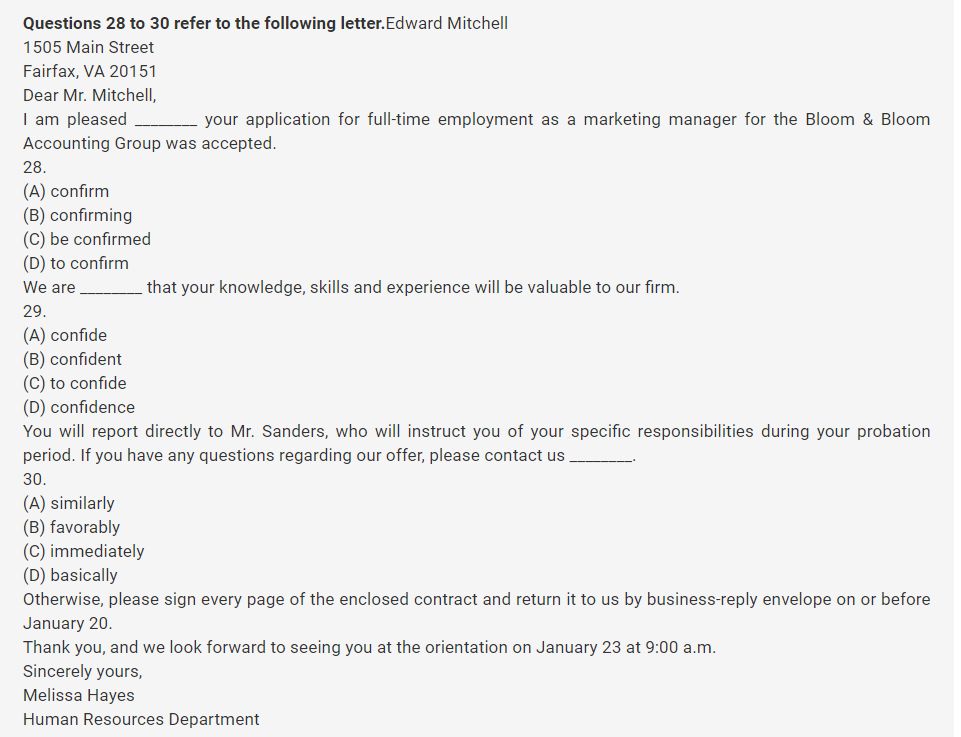 Questions 28 to 30 refer to the following letter.Edward Mitchell
1505 Main Street
Fairfax, VA 20151
Dear Mr. Mitchell,
I am pleased ________ your application for full-time employment as a marketing manager for the Bloom & Bloom
Accounting Group was accepted.
28.
(A) confirm
(B) confirming
(C) be confirmed
(D) to confirm
We are ________ that your knowledge, skills and experience will be valuable to our firm.
29.
(A) confide
(B) confident
(C) to confide
(D) confidence
You will report directly to Mr. Sanders, who will instruct you of your specific responsibilities during your probation
period. If you have any questions regarding our offer, please contact us ________.
30.
(A) similarly
(B) favorably
(C) immediately
(D) basically
Otherwise, please sign every page of the enclosed contract and return it to us by business-reply envelope on or before
January 20.
Thank you, and we look forward to seeing you at the orientation on January 23 at 9:00 a.m.
Sincerely yours,
Melissa Hayes
Human Resources Department